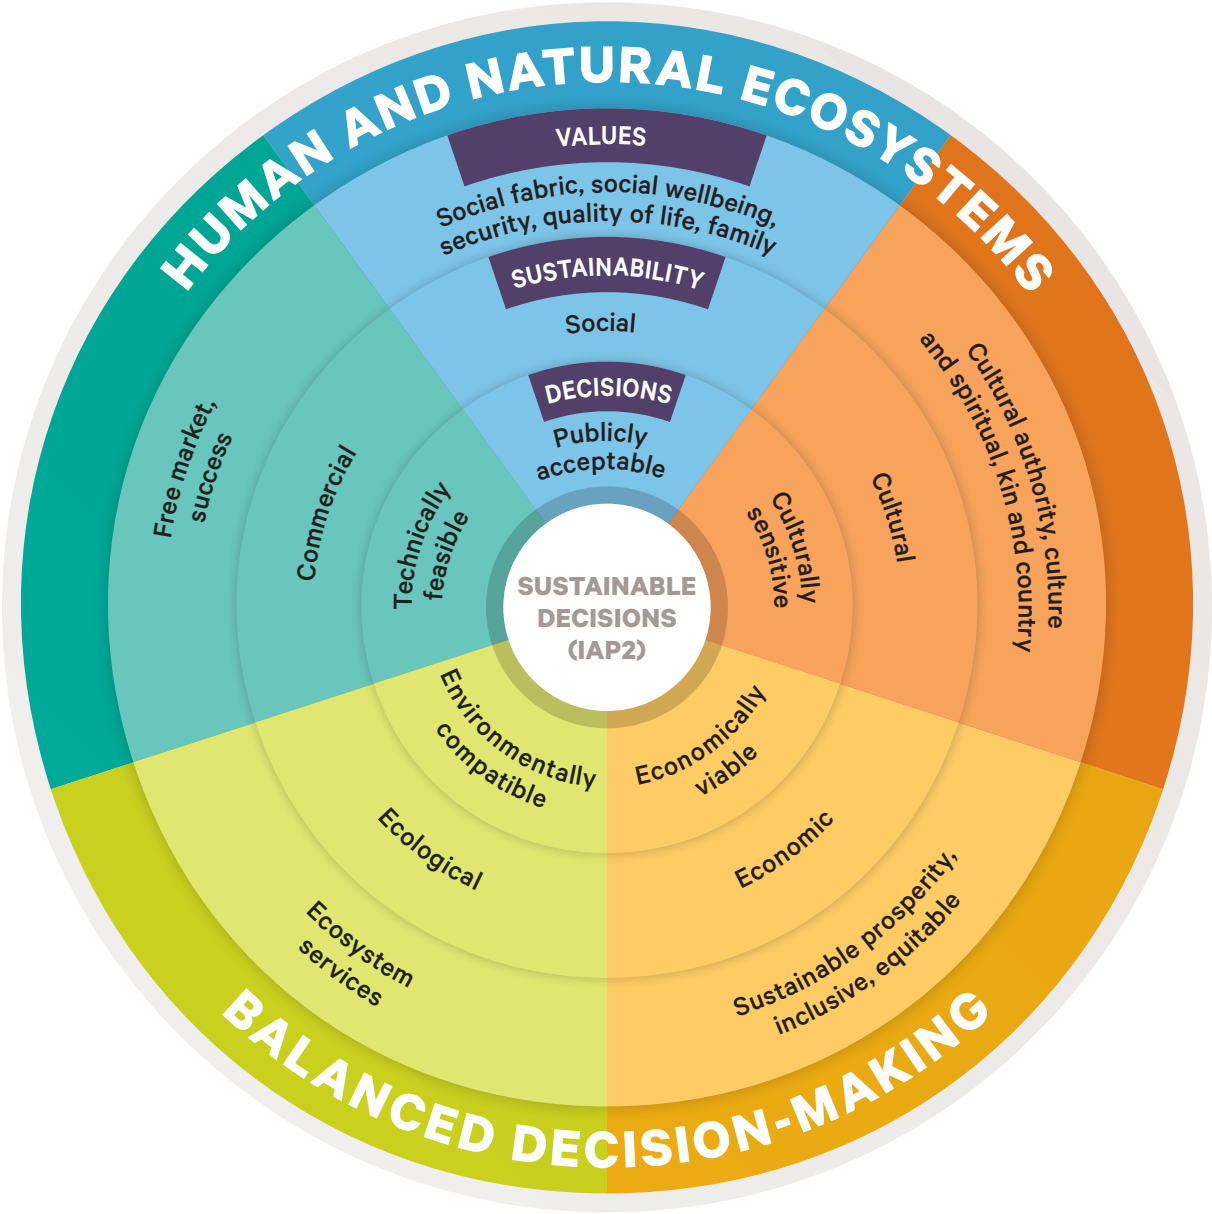 HUMAN AND NATURAL ECOSYSTEMS
VALUES
Social fabric, social wellbeing,
security, quality of life, family
SUSTAINABILITY
Social
DECISIONS
Publicly
acceptable
Cultural authority, culture
and spiritual, kin and country
Cultural
Culturally
sensitive
Economically
viable
Economic
Sustainable prosperity,
inclusive, equitable
Environmentally
compatible
Ecological
Ecosystem
services
Technically
feasible
Commercial
Free market,
success
SUSTAINABLE
DECISIONS
(IAP2)
BALANCED DECISION-MAKING